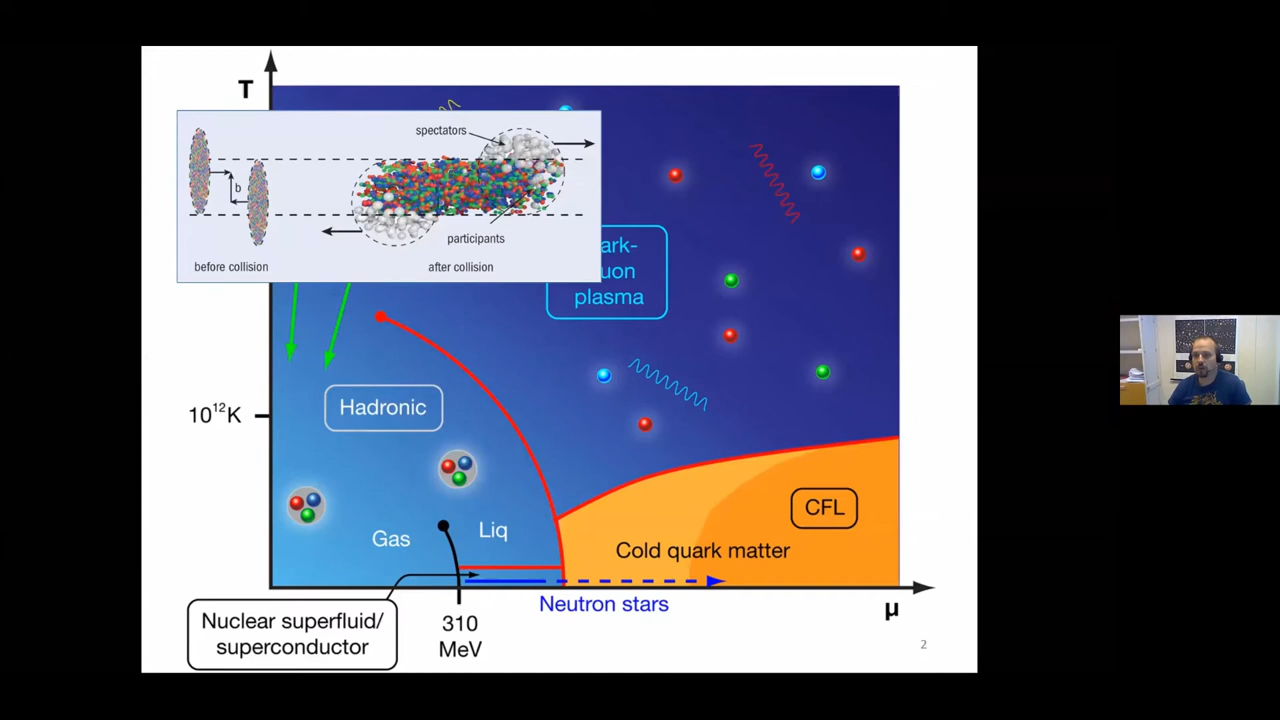 T
spectators
b
participants
before collision
after collision
ark-
uon
plasma
10¹²K
Hadronic
Gas
Liq
CFL
Cold quark matter
Neutron stars
μ
Nuclear superfluid/
superconductor
310
MeV
2